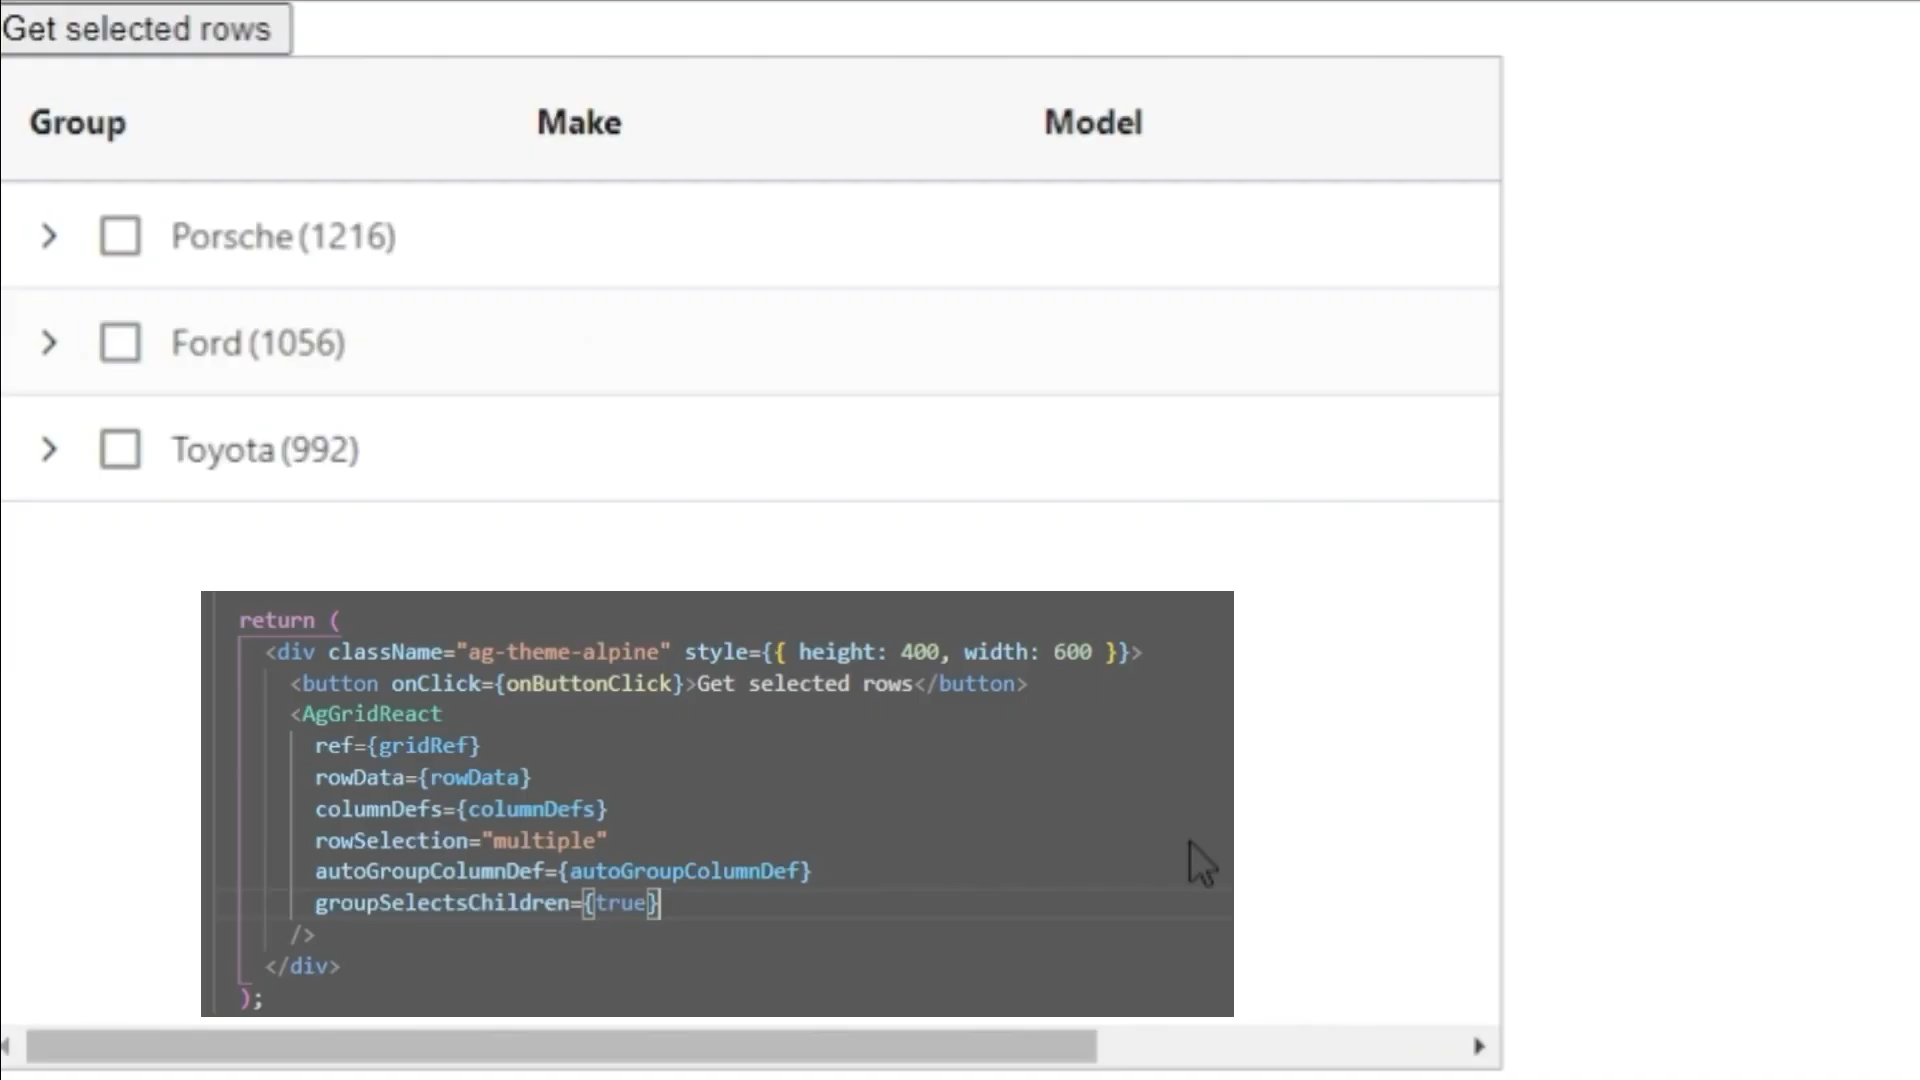 Get selected rows
Group Make Model
Porsche (1216)
Ford (1056)
Toyota (992)
return (
<div className="ag-theme-alpine" style={{ height: 400, width: 600 }}>
<button onClick={onButtonClick}>Get selected rows</button>
<AgGridReact
ref={gridRef}
rowData={rowData}
columnDefs={columnDefs}
rowSelection="multiple"
autoGroupColumnDef={autoGroupColumnDef}
groupSelectsChildren={true}
/>
</div>
);